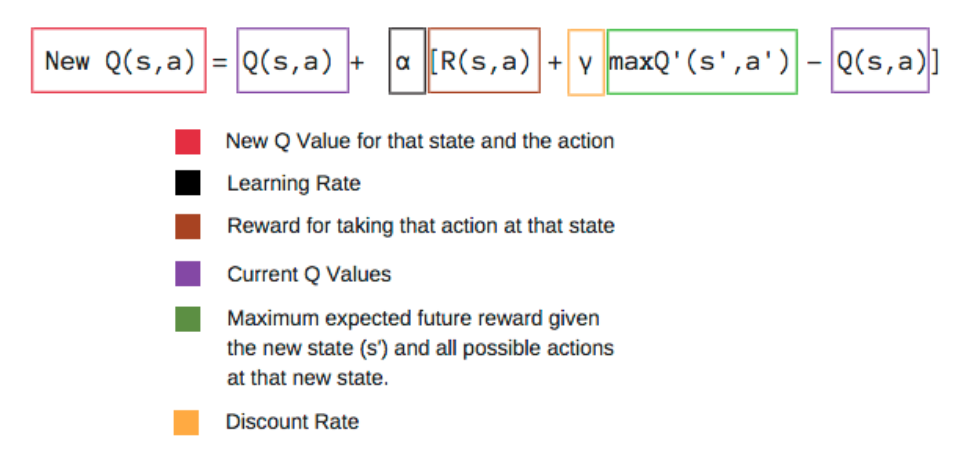 New Q(s,a) = Q(s,a) + α [R(s,a) + γ maxQ'(s',a') − Q(s,a)]
New Q Value for that state and the action
Learning Rate
Reward for taking that action at that state
Current Q Values
Maximum expected future reward given
the new state (s') and all possible actions
at that new state.
Discount Rate